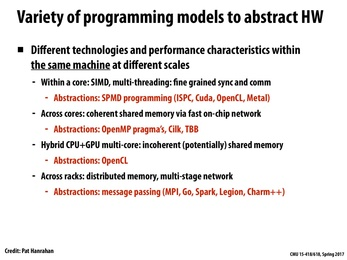 Variety of programming models to abstract HW
■ Different technologies and performance characteristics within
the same machine at different scales
- Within a core: SIMD, multi-threading: fine grained sync and comm
- Abstractions: SPMD programming (ISPC, Cuda, OpenCL, Metal)
- Across cores: coherent shared memory via fast on-chip network
- Abstractions: OpenMP pragma's, Cilk, TBB
- Hybrid CPU+GPU multi-core: incoherent (potentially) shared memory
- Abstractions: OpenCL
- Across racks: distributed memory, multi-stage network
- Abstractions: message passing (MPI, Go, Spark, Legion, Charm++)
Credit: Pat Hanrahan
CMU 15-418/618, Spring 2017